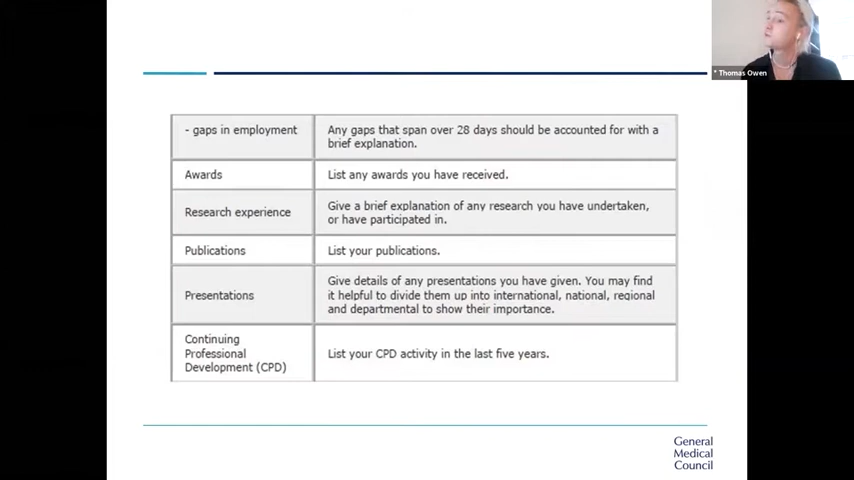 * Thomas Owen
- gaps in employment
Any gaps that span over 28 days should be accounted for with a
brief explanation.
Awards
List any awards you have received.
Research experience
Give a brief explanation of any research you have undertaken,
or have participated in.
Publications
List your publications.
Presentations
Give details of any presentations you have given. You may find
it helpful to divide them up into international, national, regional
and departmental to show their importance.
Continuing
Professional
Development (CPD)
List your CPD activity in the last five years.
General
Medical
Council